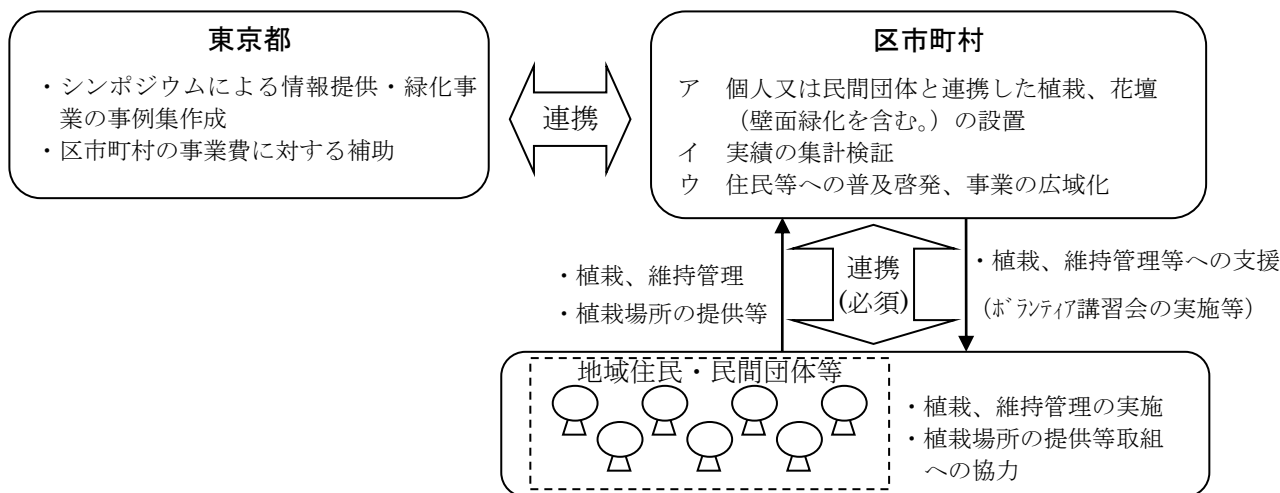 東京都
・シンポジウムによる情報提供・緑化事
業の事例集作成
・区市町村の事業費に対する補助
連携
区市町村
ア 個人又は民間団体と連携した植栽、花壇
（壁面緑化を含む。）の設置
イ 実績の集計検証
ウ 住民等への普及啓発、事業の広域化
・植栽、維持管理
・植栽場所の提供等
連携
(必須)
・植栽、維持管理等への支援
(ﾎﾞﾗﾝﾃｨｱ講習会の実施等)
地域住民・民間団体等
・植栽、維持管理の実施
・植栽場所の提供等取組
への協力